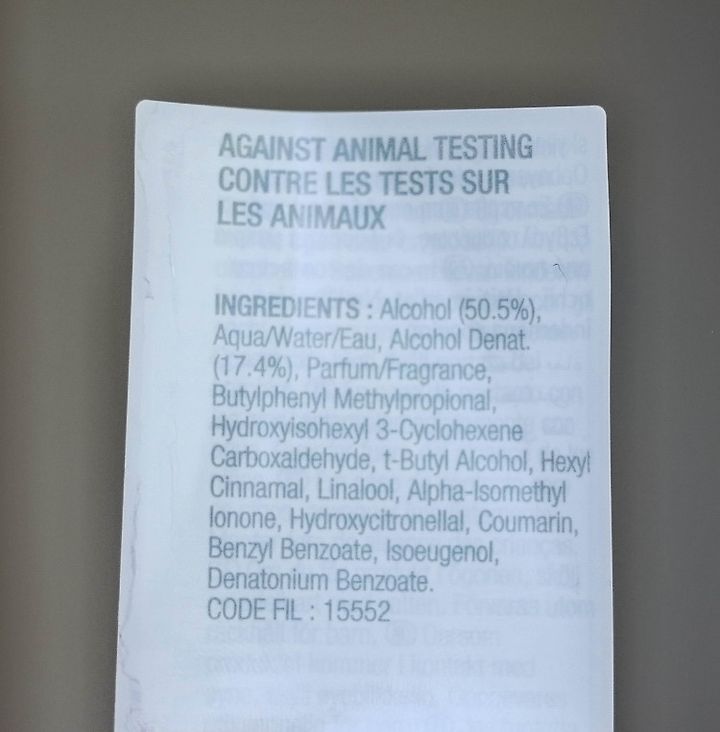 AGAINST ANIMAL TESTING
CONTRE LES TESTS SUR
LES ANIMAUX
INGREDIENTS : Alcohol (50.5%),
Aqua/Water/Eau, Alcohol Denat.
(17.4%), Parfum/Fragrance,
Butylphenyl Methylpropional,
Hydroxyisohexyl 3-Cyclohexene
Carboxaldehyde, t-Butyl Alcohol, Hexyl
Cinnamal, Linalool, Alpha-Isomethyl
Ionone, Hydroxycitronellal, Coumarin,
Benzyl Benzoate, Isoeugenol,
Denatonium Benzoate.
CODE FIL : 15552